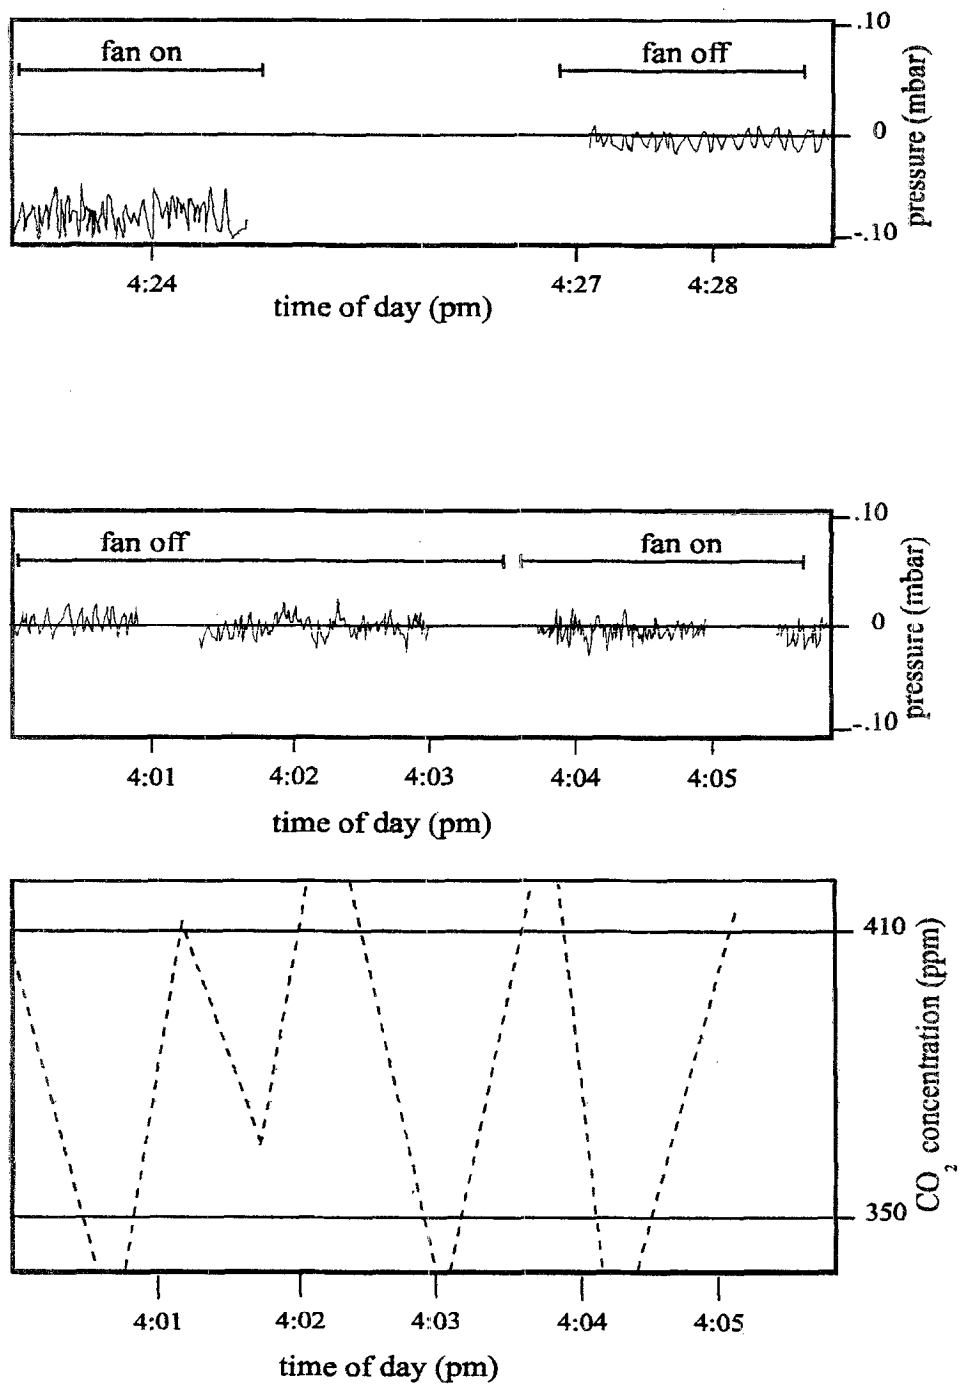 fan on
fan off
.10
0
-.10
pressure (mbar)
4:24
4:27
4:28
time of day (pm)
fan off
fan on
.10
0
-.10
pressure (mbar)
4:01
4:02
4:03
4:04
4:05
time of day (pm)
410
350
CO2 concentration (ppm)
4:01
4:02
4:03
4:04
4:05
time of day (pm)